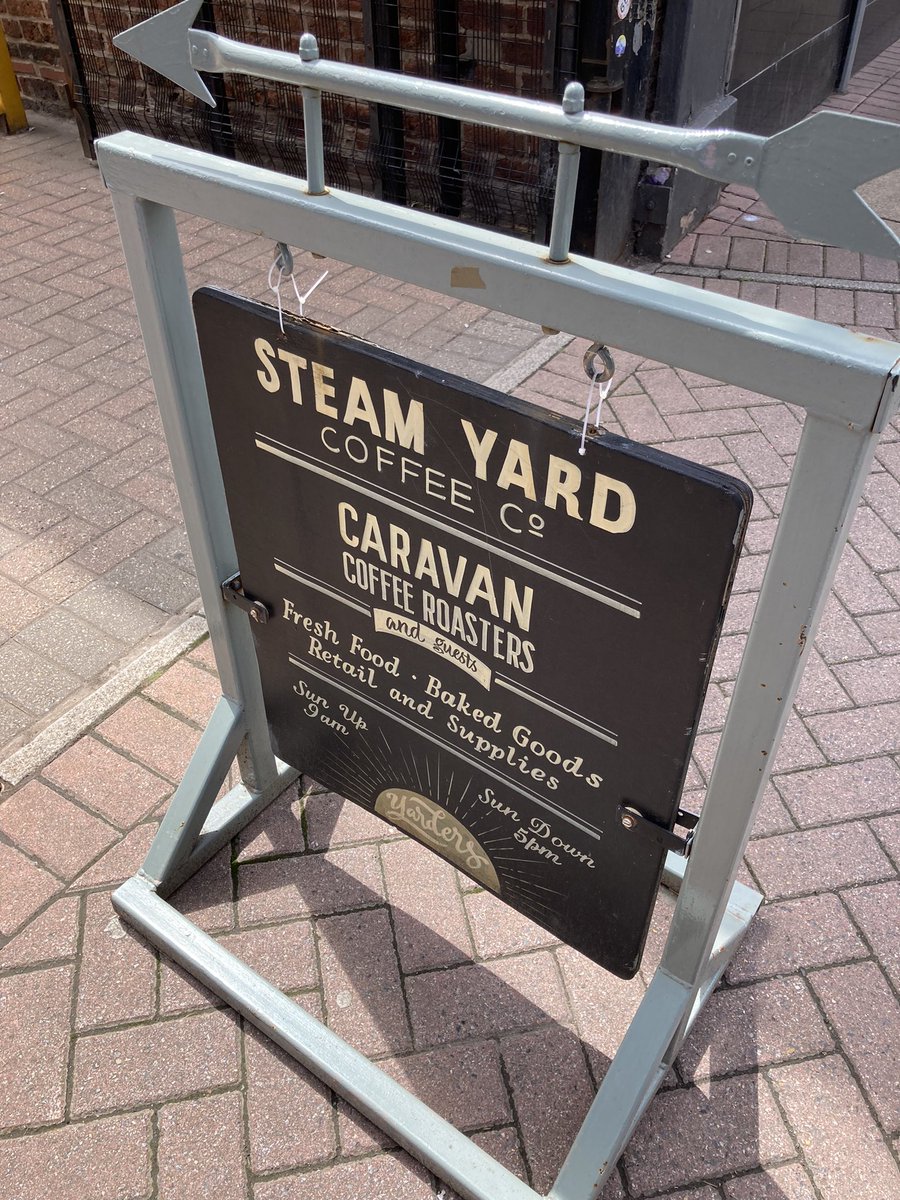 STEAM YARD
COFFEE Cº
CARAVAN
COFFEE ROASTERS
and guests
Fresh Food · Baked Goods
Retail and Supplies
Sun Up
9am
Yarders
Sun Down
5pm